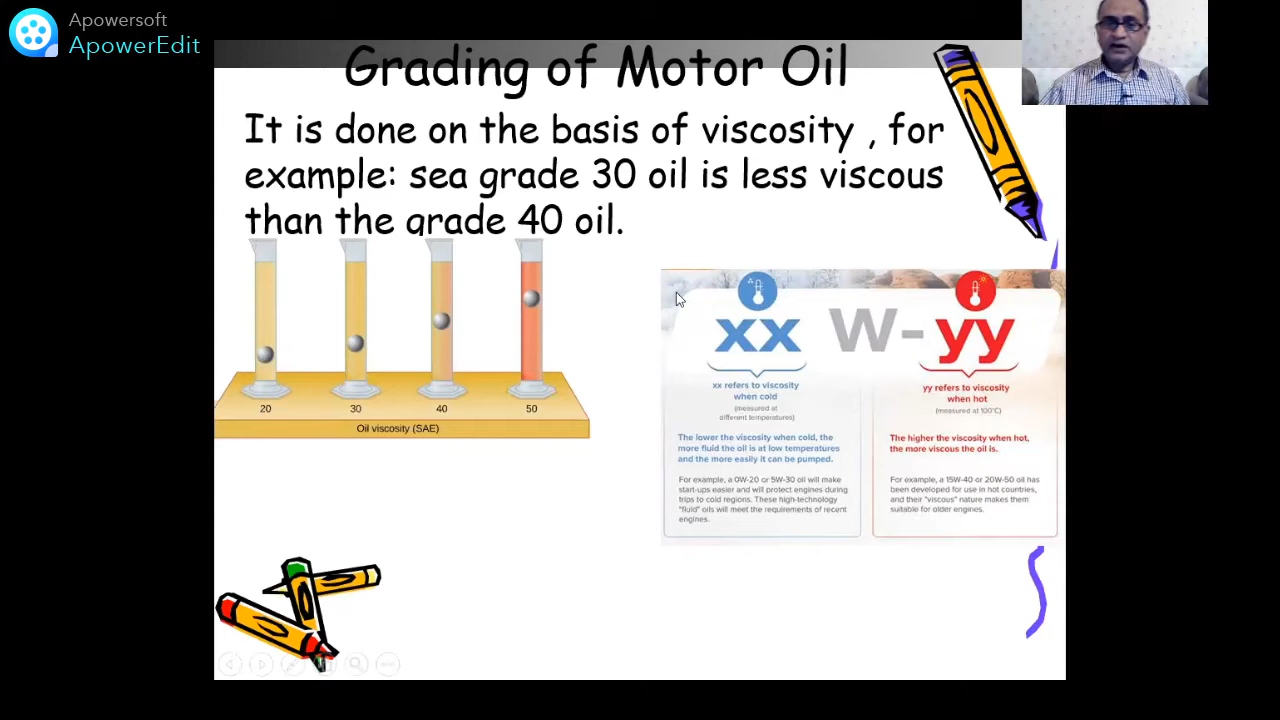 Apowersoft
ApowerEdit
Grading of Motor Oil
It is done on the basis of viscosity , for
example: sea grade 30 oil is less viscous
than the grade 40 oil.
20 30 40 50
Oil viscosity (SAE)
xx W- yy
xx refers to viscosity
when cold
(measured at
different temperatures)
The lower the viscosity when cold, the
more fluid the oil is at low temperatures
and the more easily it can be pumped.
For example, a 0W-20 or 5W-30 oil will make
start-ups easier and will protect engines during
trips to cold regions. These high-technology
"fluid" oils will meet the requirements of recent
engines.
yy refers to viscosity
when hot
(measured at 100°C)
The higher the viscosity when hot,
the more viscous the oil is.
For example, a 15W-40 or 20W-50 oil has
been developed for use in hot countries,
and their "viscous" nature makes them
suitable for older engines.